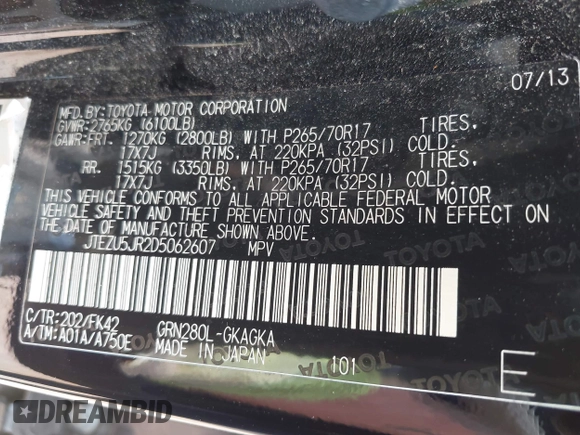 07/13
MFD.BY:TOYOTA MOTOR CORPORATION
GVWR:2765KG (6100LB)
GAWR:FRT. 1270KG (2800LB) WITH P265/70R17 TIRES,
17X7J RIMS, AT 220KPA (32PSI) COLD.
RR. 1515KG (3350LB) WITH P265/70R17 TIRES,
17X7J RIMS, AT 220KPA (32PSI) COLD.
THIS VEHICLE CONFORMS TO ALL APPLICABLE FEDERAL MOTOR
VEHICLE SAFETY AND THEFT PREVENTION STANDARDS IN EFFECT ON
THE DATE OF MANUFACTURE SHOWN ABOVE.
JTEZU5JR2D5062607 MPV
C/TR:202/FK42 GRN280L-GKAGKA
A/TM:A01A/A750E MADE IN JAPAN 101
E
DREAMBID